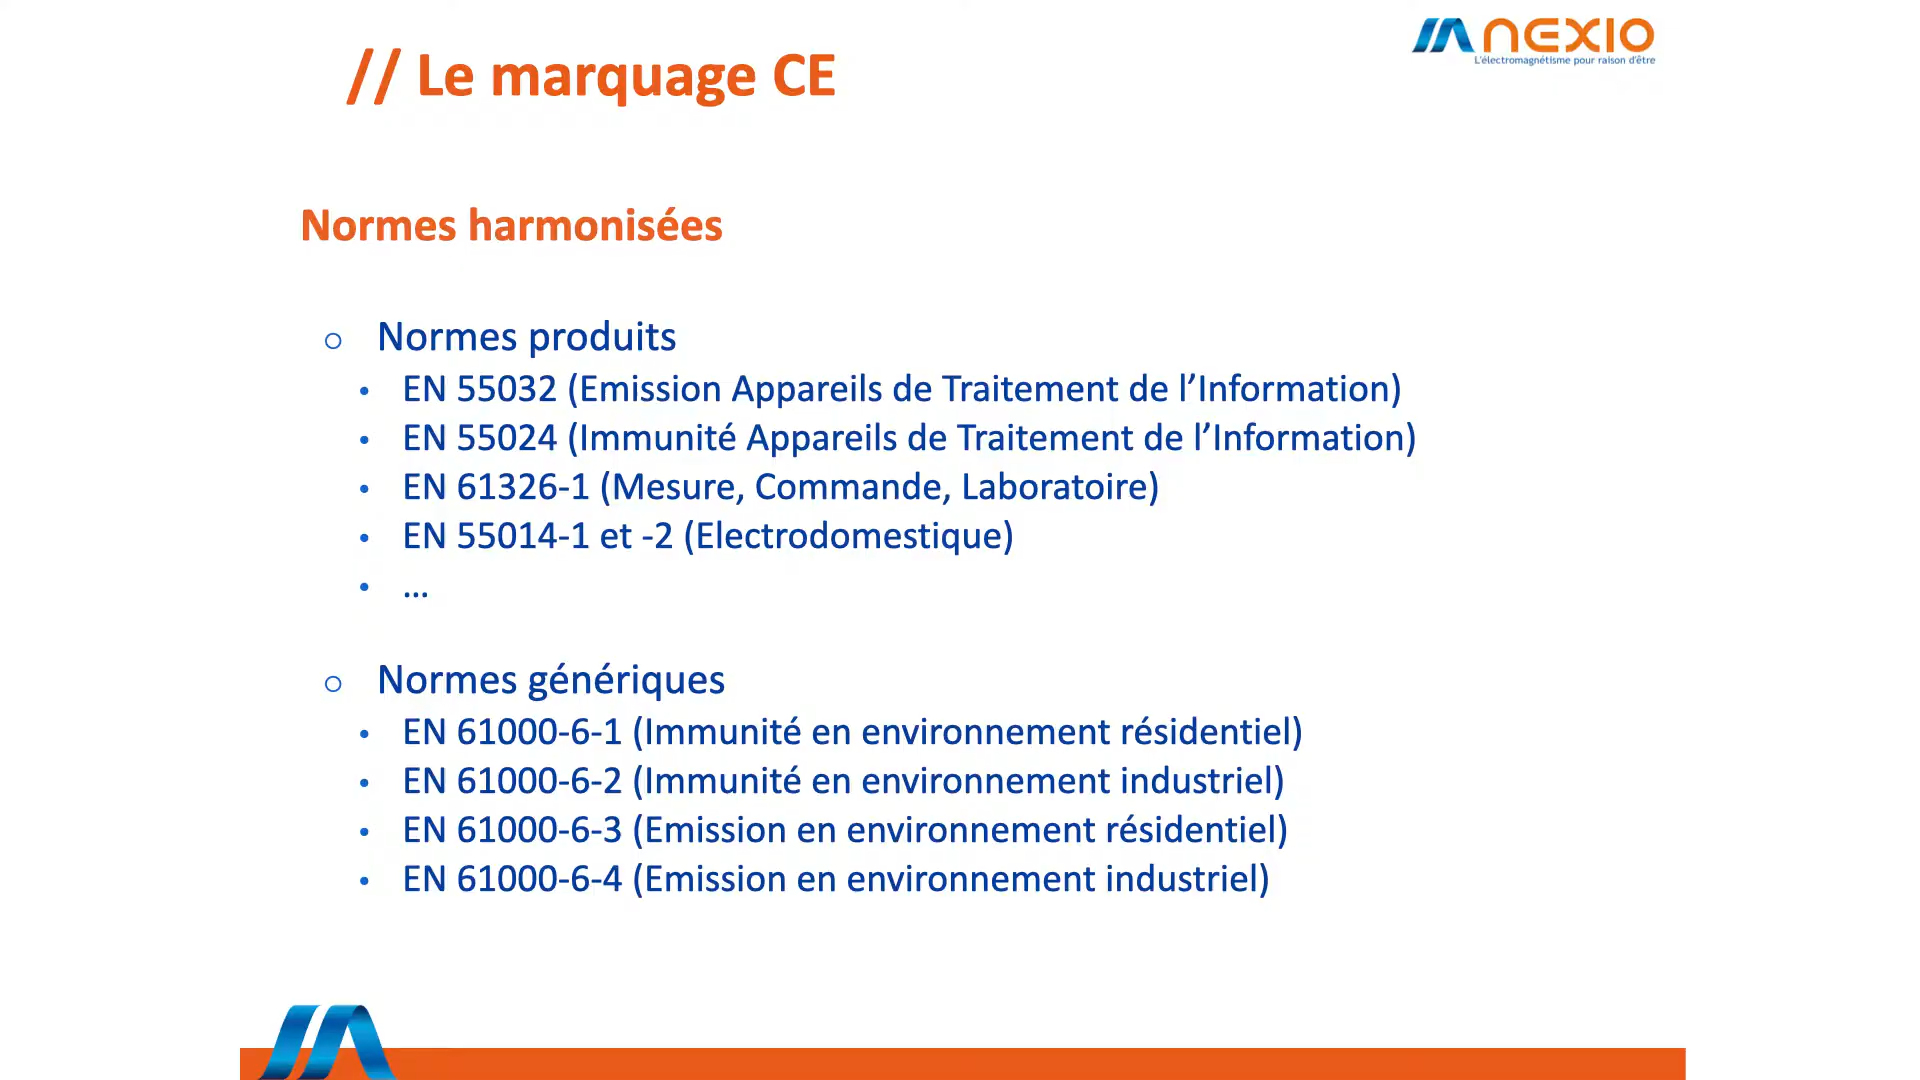 // Le marquage CE
nexio
L'électromagnétisme pour raison d'être
Normes harmonisées
Normes produits
EN 55032 (Emission Appareils de Traitement de l’Information)
EN 55024 (Immunité Appareils de Traitement de l’Information)
EN 61326-1 (Mesure, Commande, Laboratoire)
EN 55014-1 et -2 (Electrodomestique)
...
Normes génériques
EN 61000-6-1 (Immunité en environnement résidentiel)
EN 61000-6-2 (Immunité en environnement industriel)
EN 61000-6-3 (Emission en environnement résidentiel)
EN 61000-6-4 (Emission en environnement industriel)